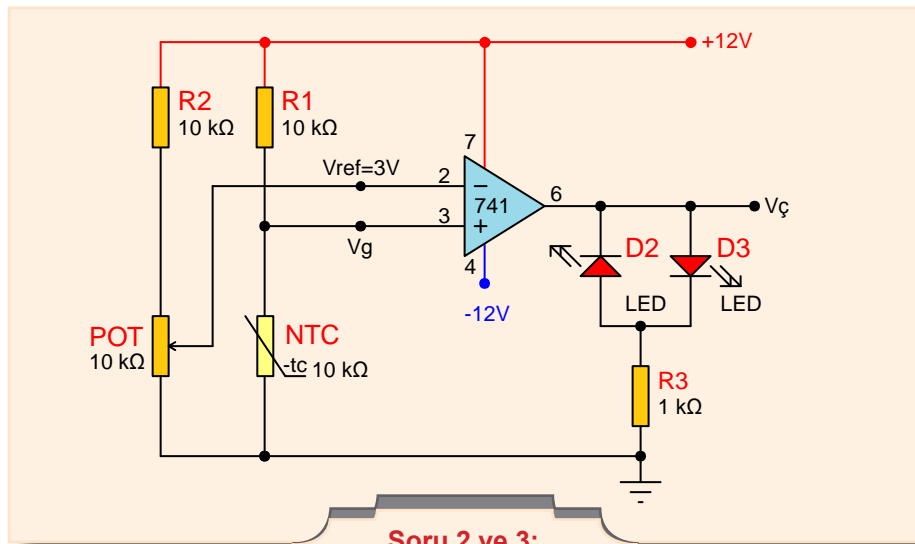 +12V
R2
10 kΩ
R1
10 kΩ
7
Vref=3V
2
−
741
6
Vç
3
+
Vg
4
-12V
D2
D3
LED
LED
POT
10 kΩ
NTC
-tc
10 kΩ
R3
1 kΩ
Soru 2 ve 3: